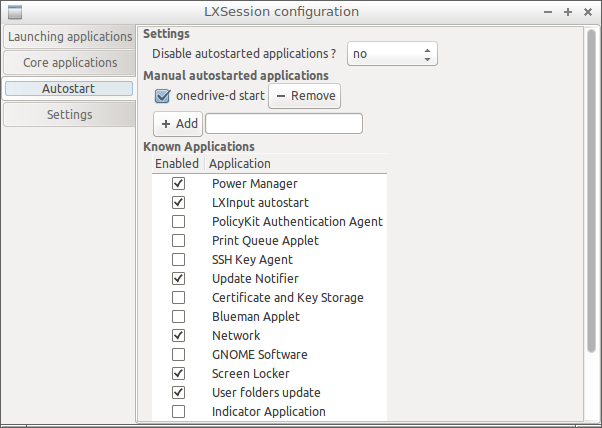 LXSession configuration
Launching applications
Core applications
Autostart
Settings
Settings
Disable autostarted applications ? no
Manual autostarted applications
onedrive-d start Remove
Add
Known Applications
Enabled Application
Power Manager
LXInput autostart
PolicyKit Authentication Agent
Print Queue Applet
SSH Key Agent
Update Notifier
Certificate and Key Storage
Blueman Applet
Network
GNOME Software
Screen Locker
User folders update
Indicator Application